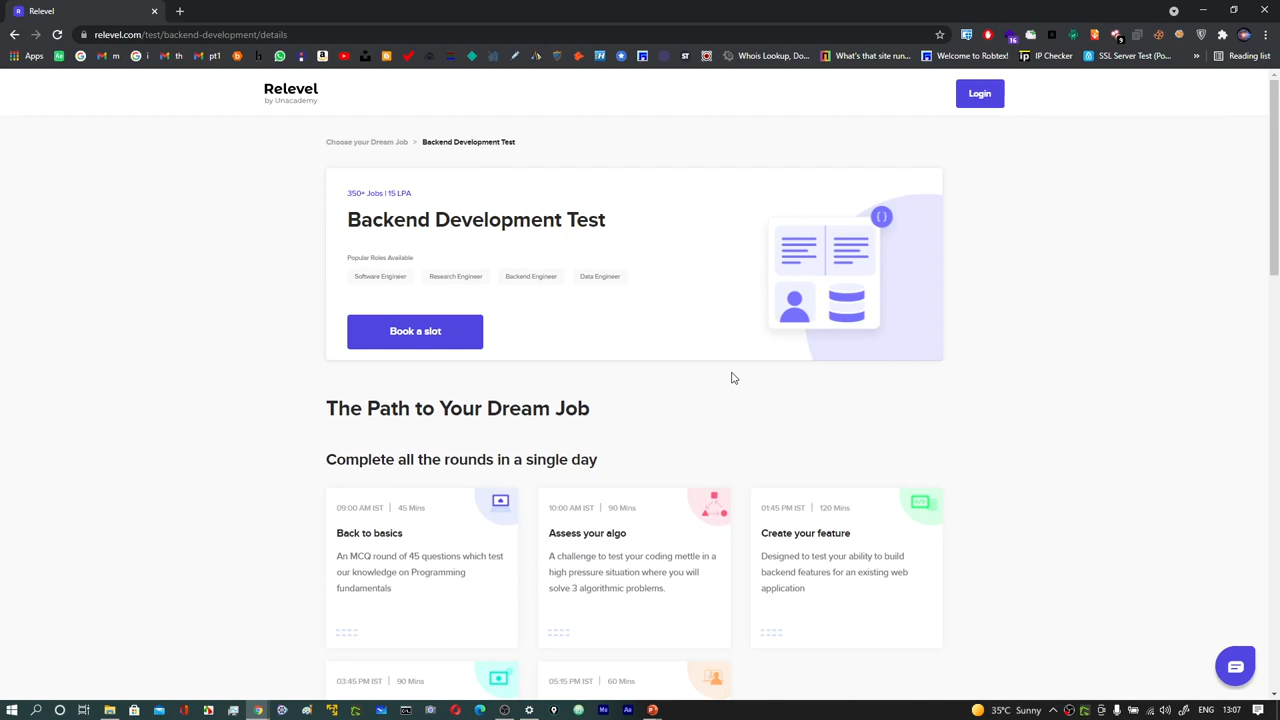 Relevel
relevel.com/test/backend-development/details
Apps
m
th
pt1
Whois Lookup, Do...
What's that site run...
Welcome to Robtex!
IP Checker
SSL Server Test (Po...
Reading list
Relevel
by Unacademy
Login
Choose your Dream Job > Backend Development Test
350+ Jobs | 15 LPA
Backend Development Test
Popular Roles Available
Software Engineer
Research Engineer
Backend Engineer
Data Engineer
Book a slot
The Path to Your Dream Job
Complete all the rounds in a single day
09:00 AM IST | 45 Mins
Back to basics
An MCQ round of 45 questions which test
our knowledge on Programming
fundamentals
10:00 AM IST | 90 Mins
Assess your algo
A challenge to test your coding mettle in a
high pressure situation where you will
solve 3 algorithmic problems.
01:45 PM IST | 120 Mins
Create your feature
Designed to test your ability to build
backend features for an existing web
application
03:45 PM IST | 90 Mins
05:15 PM IST | 60 Mins
35°C Sunny
ENG
13:07